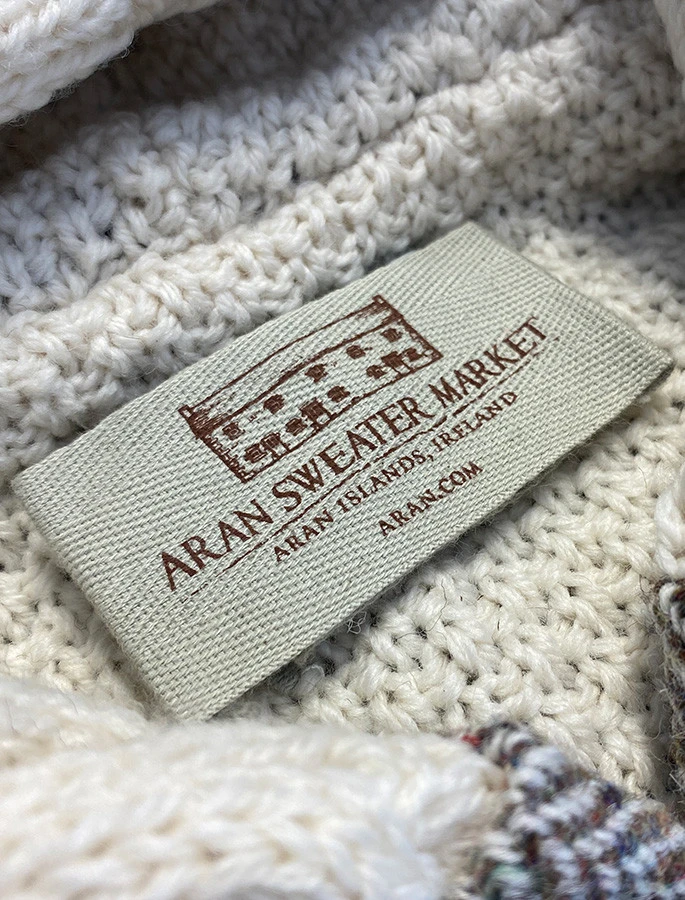 ARAN SWEATER MARKET
ARAN ISLANDS, IRELAND
ARAN.COM